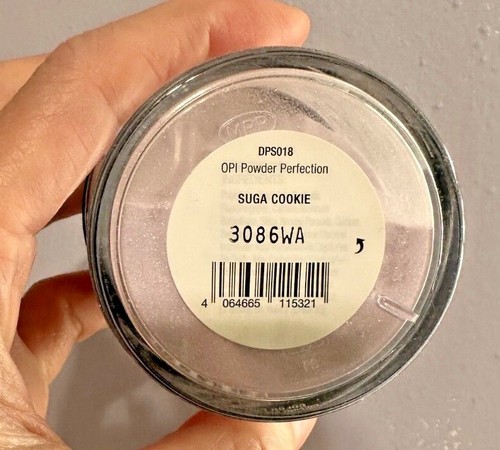 DPS018
OPI Powder Perfection
SUGA COOKIE
3086WA
4 064665 115321